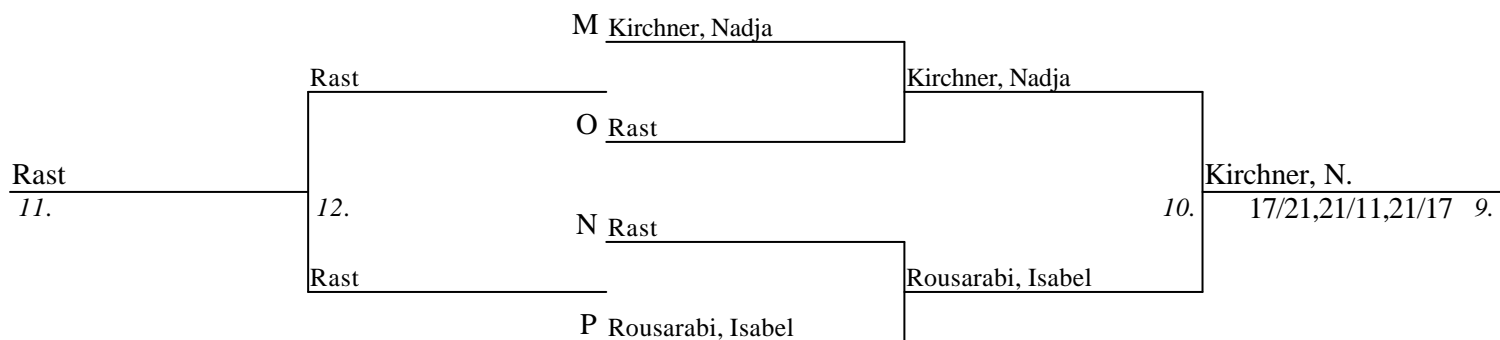 M Kirchner, Nadja
Rast Kirchner, Nadja
O Rast
Rast Kirchner, N.
11. 12. 10. 17/21,21/11,21/17 9.
N Rast
Rast Rousarabi, Isabel
P Rousarabi, Isabel